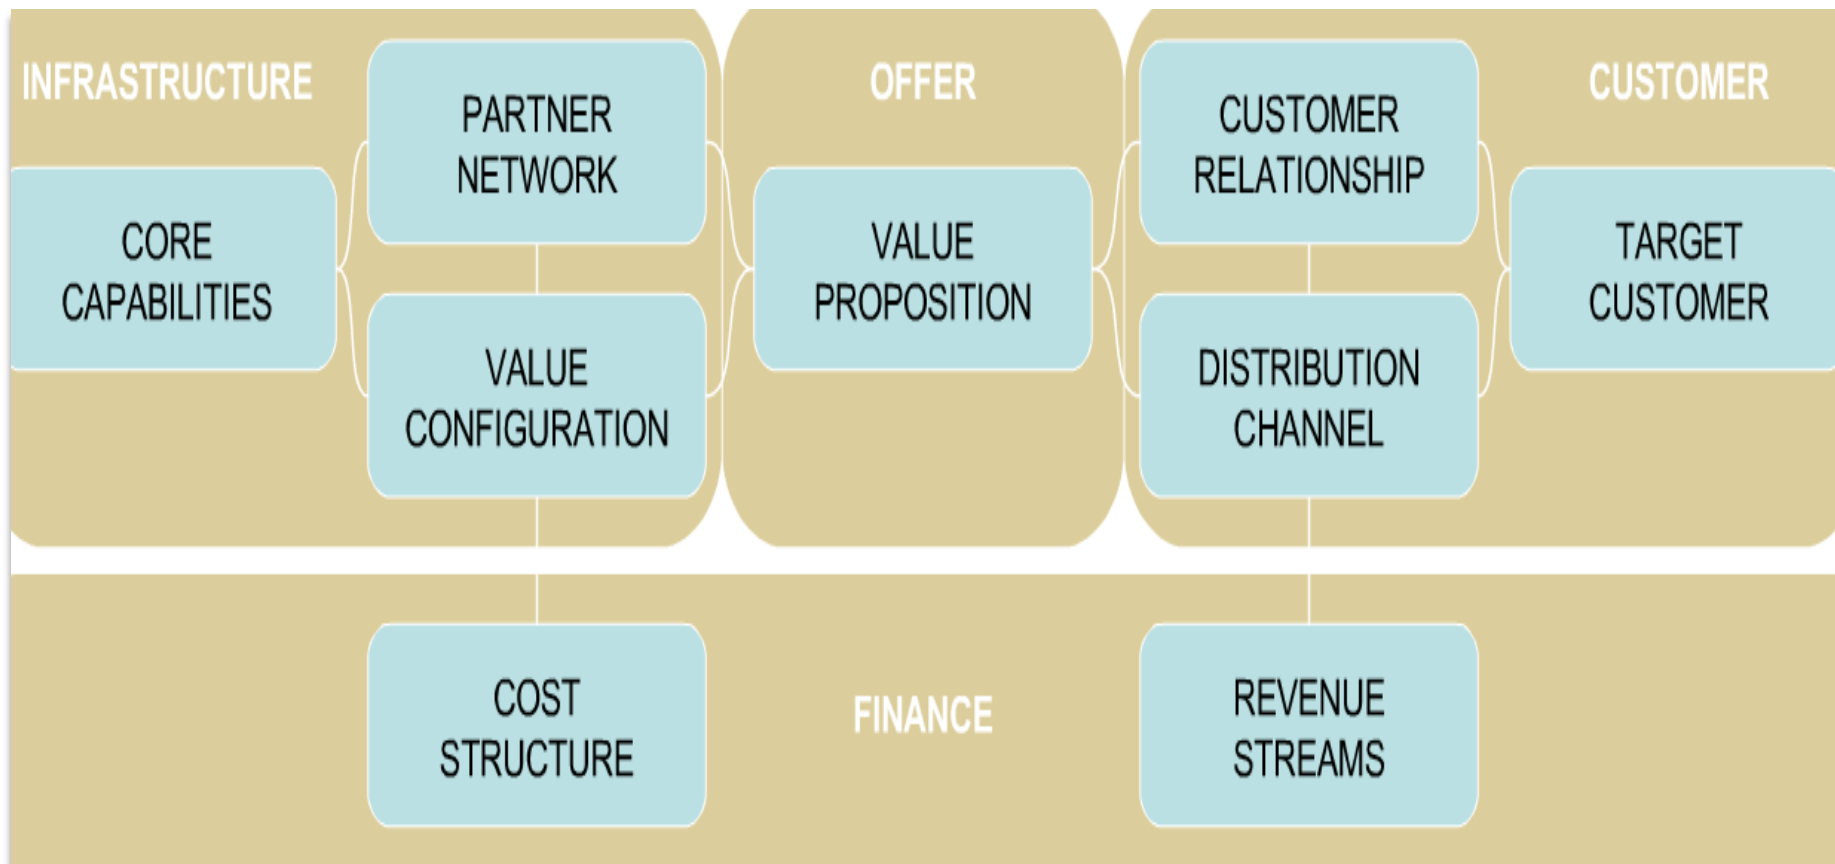 INFRASTRUCTURE
PARTNER
NETWORK
CORE
CAPABILITIES
VALUE
CONFIGURATION
OFFER
VALUE
PROPOSITION
CUSTOMER
RELATIONSHIP
DISTRIBUTION
CHANNEL
CUSTOMER
TARGET
CUSTOMER
COST
STRUCTURE
FINANCE
REVENUE
STREAMS